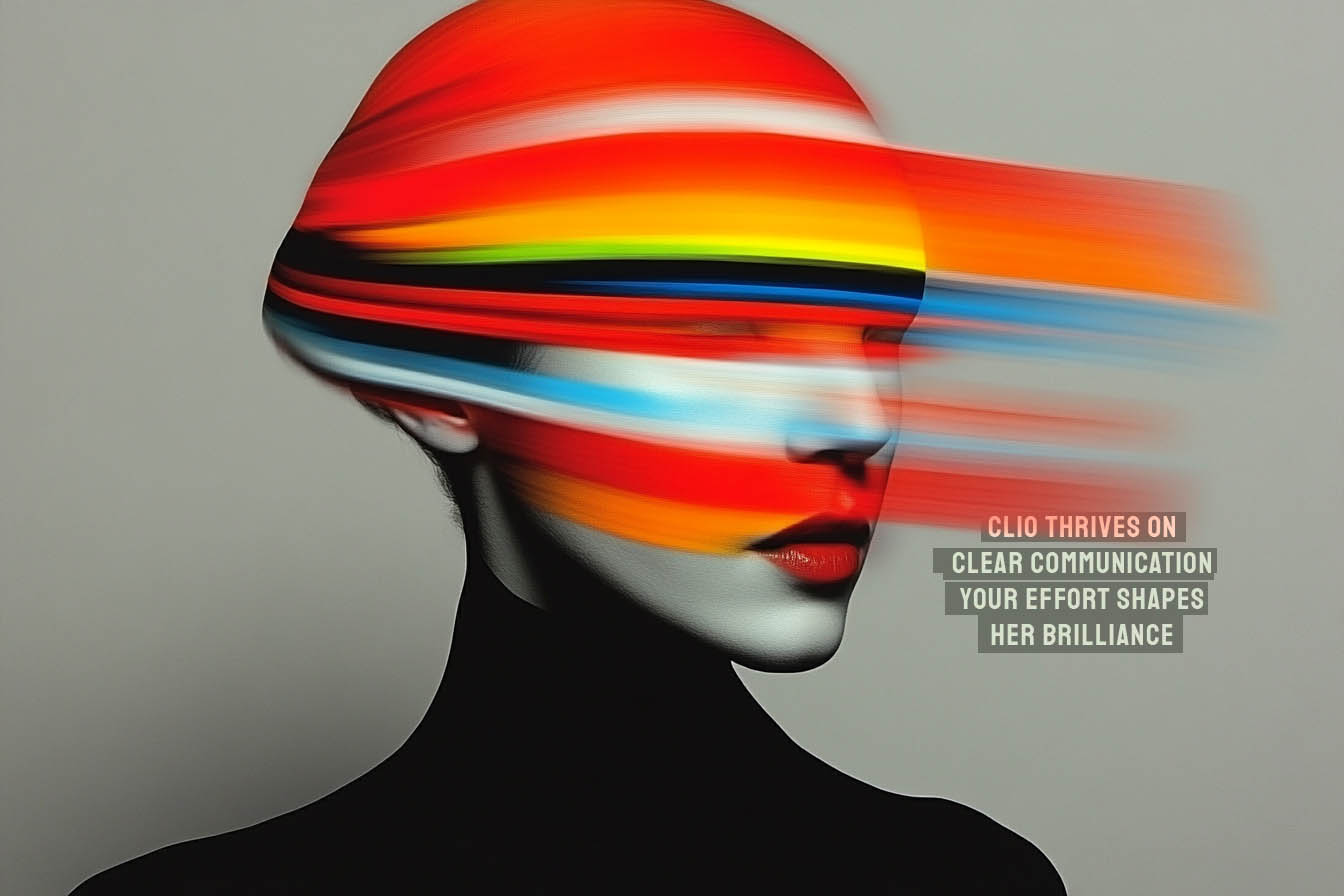 CLIO THRIVES ON
CLEAR COMMUNICATION
YOUR EFFORT SHAPES
HER BRILLIANCE